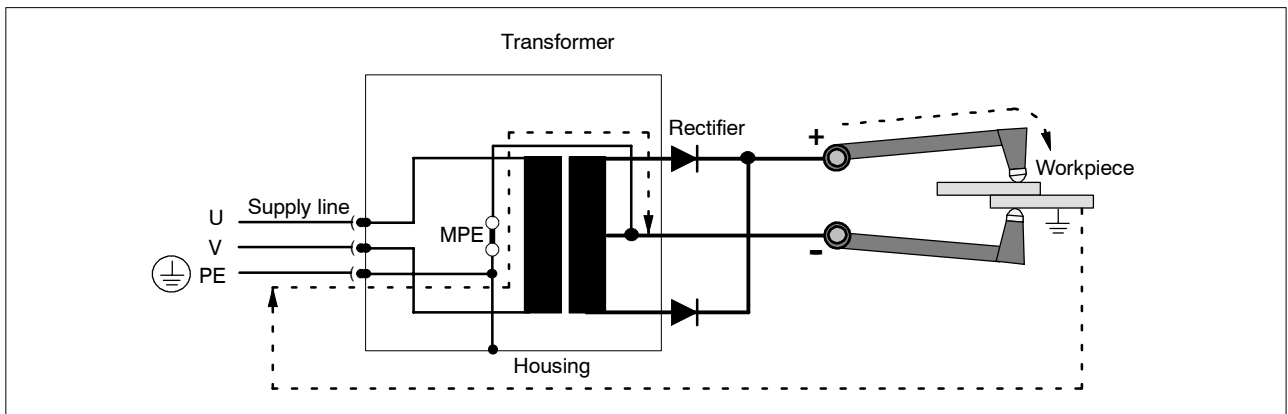 Transformer
Rectifier
+
Workpiece
U
Supply line
MPE
V
-
PE
Housing